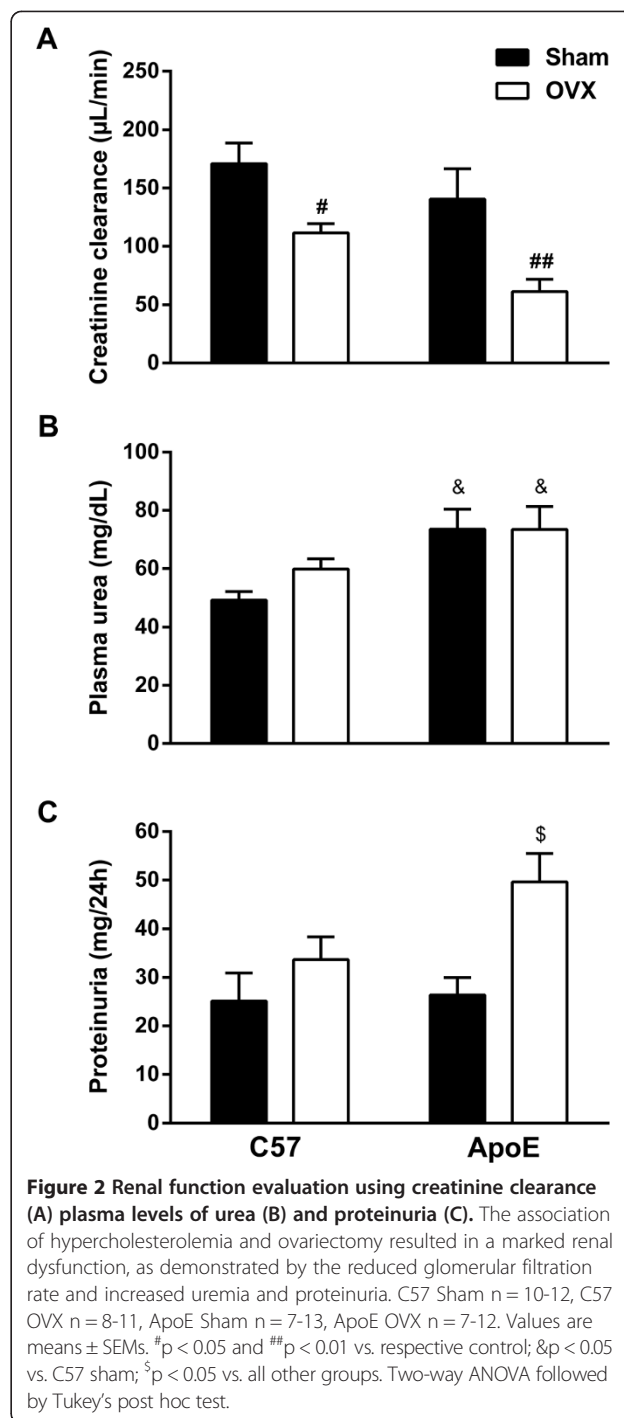 A
Sham
OVX
Creatinine clearance (µL/min)
250
200
150
100
50
0
#
##
B
Plasma urea (mg/dL)
100
80
60
40
20
0
&
&
C
Proteinuria (mg/24h)
60
50
40
30
20
10
0
$
C57
ApoE
Figure 2 Renal function evaluation using creatinine clearance
(A) plasma levels of urea (B) and proteinuria (C). The association
of hypercholesterolemia and ovariectomy resulted in a marked renal
dysfunction, as demonstrated by the reduced glomerular filtration
rate and increased uremia and proteinuria. C57 Sham n = 10-12, C57
OVX n = 8-11, ApoE Sham n = 7-13, ApoE OVX n = 7-12. Values are
means ± SEMs. #p < 0.05 and ##p < 0.01 vs. respective control; &p < 0.05
vs. C57 sham; $p < 0.05 vs. all other groups. Two-way ANOVA followed
by Tukey's post hoc test.